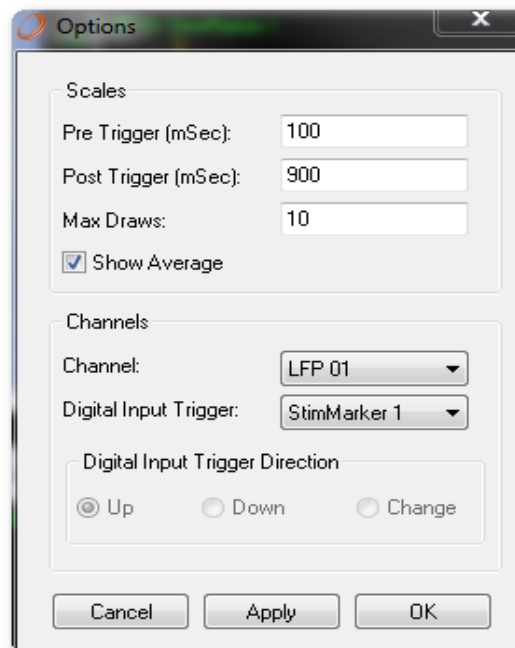 Options
Scales
Pre Trigger (mSec): 100
Post Trigger (mSec): 900
Max Draws: 10
Show Average
Channels
Channel: LFP 01
Digital Input Trigger: StimMarker 1
Digital Input Trigger Direction
Up Down Change
Cancel Apply OK